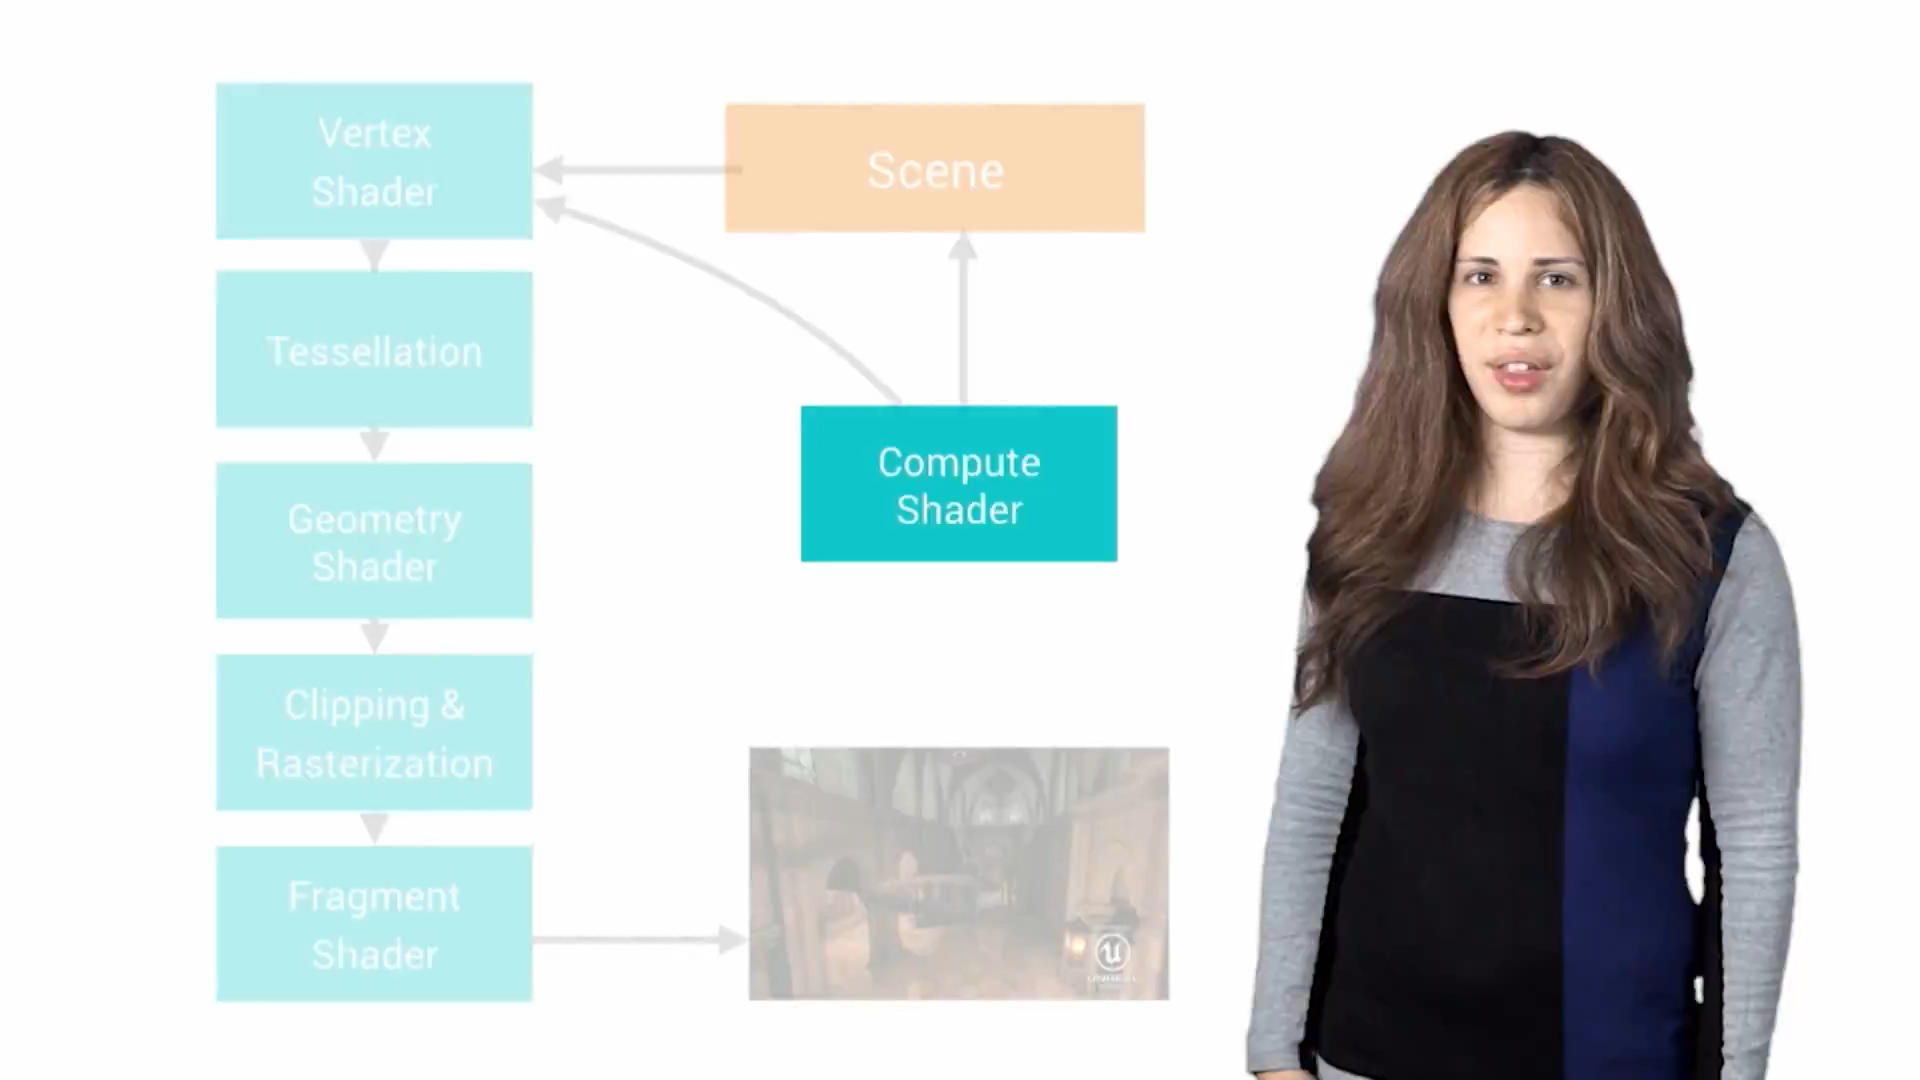 Vertex
Shader
Scene
Tessellation
Compute
Shader
Geometry
Shader
Clipping &
Rasterization
Fragment
Shader